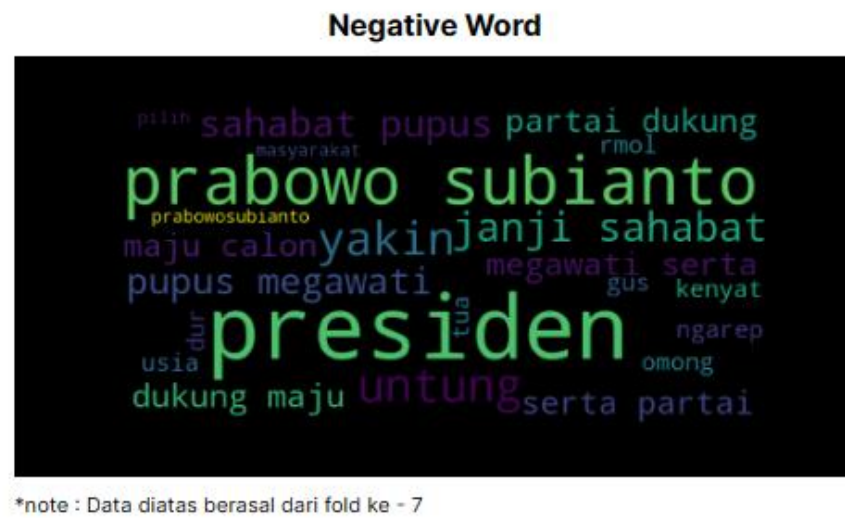 Negative Word
pilih sahabat pupus partai dukung
masyarakat rmol
prabowo subianto
prabowosubianto janji sahabat
maju calon yakin
megawati serta
pupus megawati gus kenyat
dur presiden tua ngarep
usia omong
dukung maju untung serta partai
*note : Data diatas berasal dari fold ke - 7